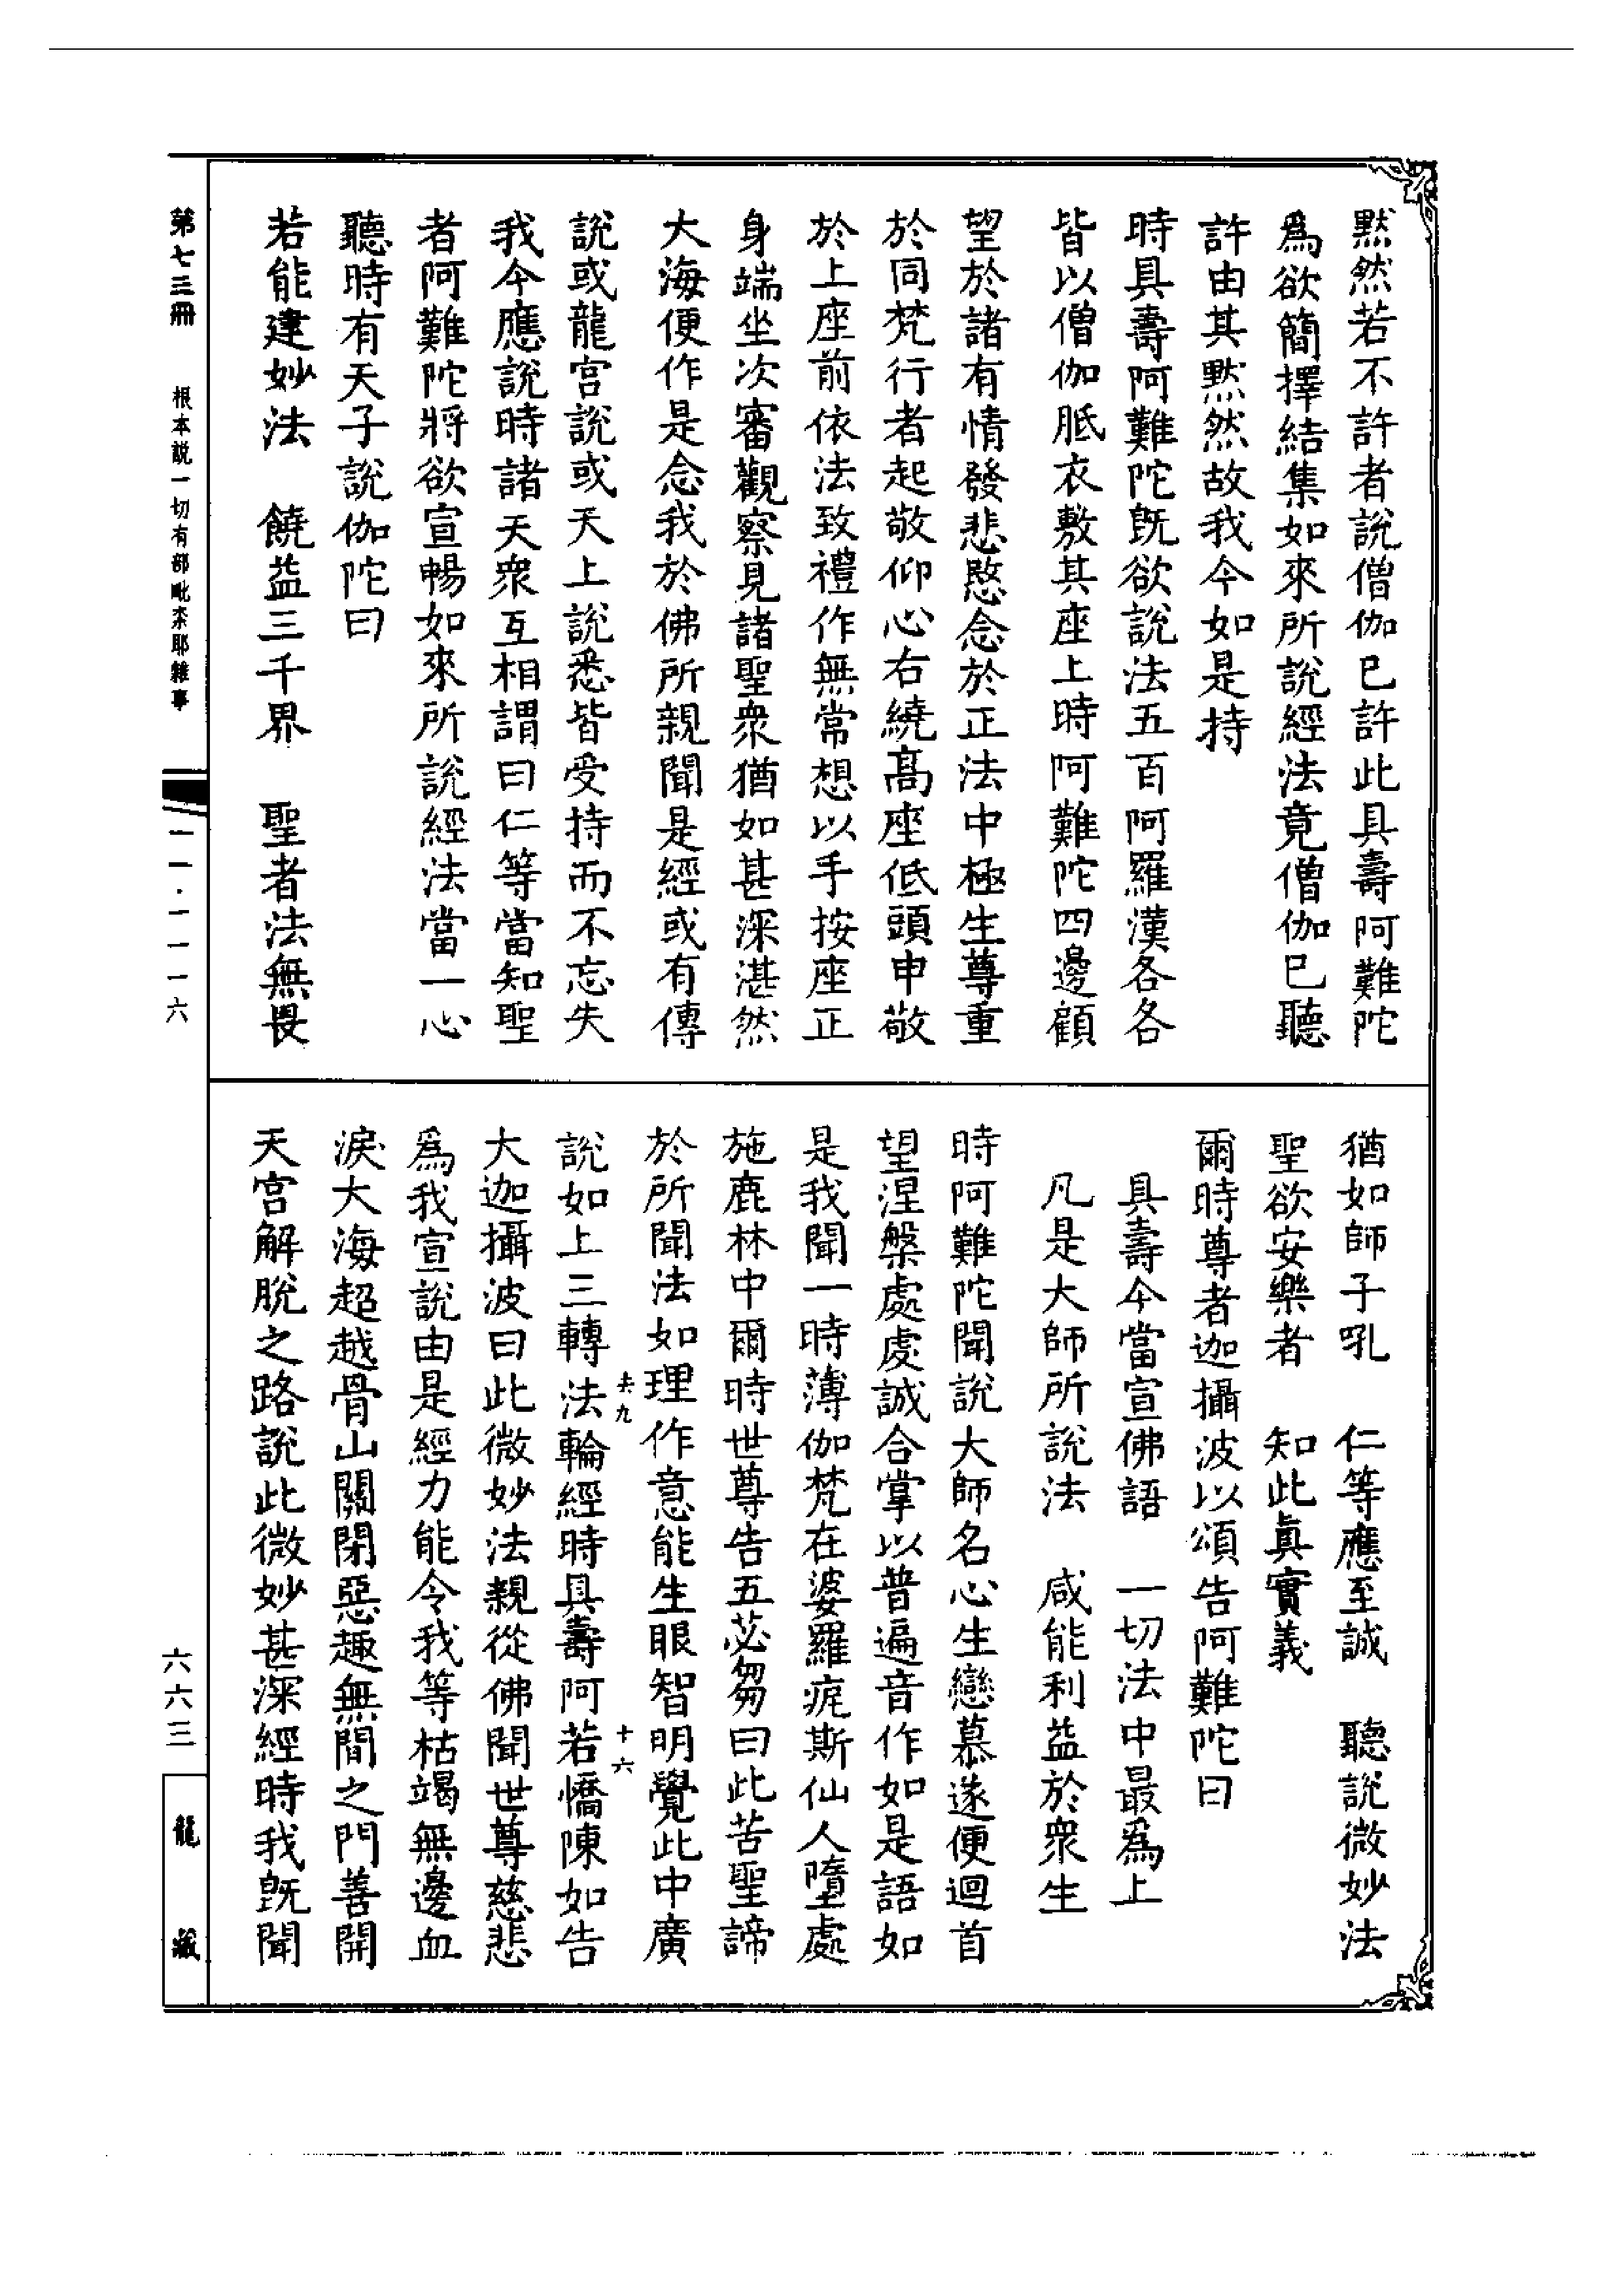 默然若不許者說僧伽已許此具壽阿難陀
爲欲簡擇結集如來所說經法竟僧伽已聽
許由其默然故我今如是持
時具壽阿難陀旣欲說法五百阿羅漢各各
皆以僧伽胝衣敷其座上時阿難陀四邊顧
望於諸有情發悲愍念於正法中極生尊重
於同梵行者起敬仰心右繞髙座低頭申敬
於上座前依法致禮作無常想以手按座正
身端坐次審觀察見諸聖衆猶如甚深湛然
大海便作是念我於佛所親聞是經或有傳
說或龍宮說或天上說悉皆受持而不忘失
我今應說時諸天衆互相謂曰仁等當知聖
者阿難陀將欲宣暢如來所說經法當一心
聽時有天子說伽陀曰
若能建妙法　饒益三千界　聖者法無畏
猶如師子吼　仁等應至誠　聽說微妙法
聖欲安樂者　知此眞實義
爾時尊者迦攝波以頌告阿難陀曰
具壽今當宣佛語　一切法中最爲上
凡是大師所說法　咸能利益於衆生
時阿難陀聞說大師名心生戀慕遂便迴首
望涅槃處虔誠合掌以普遍音作如是語如
是我聞一時薄伽梵在婆羅痆斯仙人墮處
施鹿林中爾時世尊告五苾芻曰此苦聖諦
於所聞法如理作意能生眼智明覺此中廣
說如上三轉法輪經時具壽阿若憍陳如告
去九
十六
大迦攝波曰此微妙法親從佛聞世尊慈悲
爲我宣說由是經力能令我等枯竭無邊血
淚大海超越骨山關閉惡趣無間之門善開
天宮解脫之路說此微妙甚深經時我旣聞
第七三冊　根本說一切有部毗柰耶雜事
一一·一一一六
六六三
龍藏